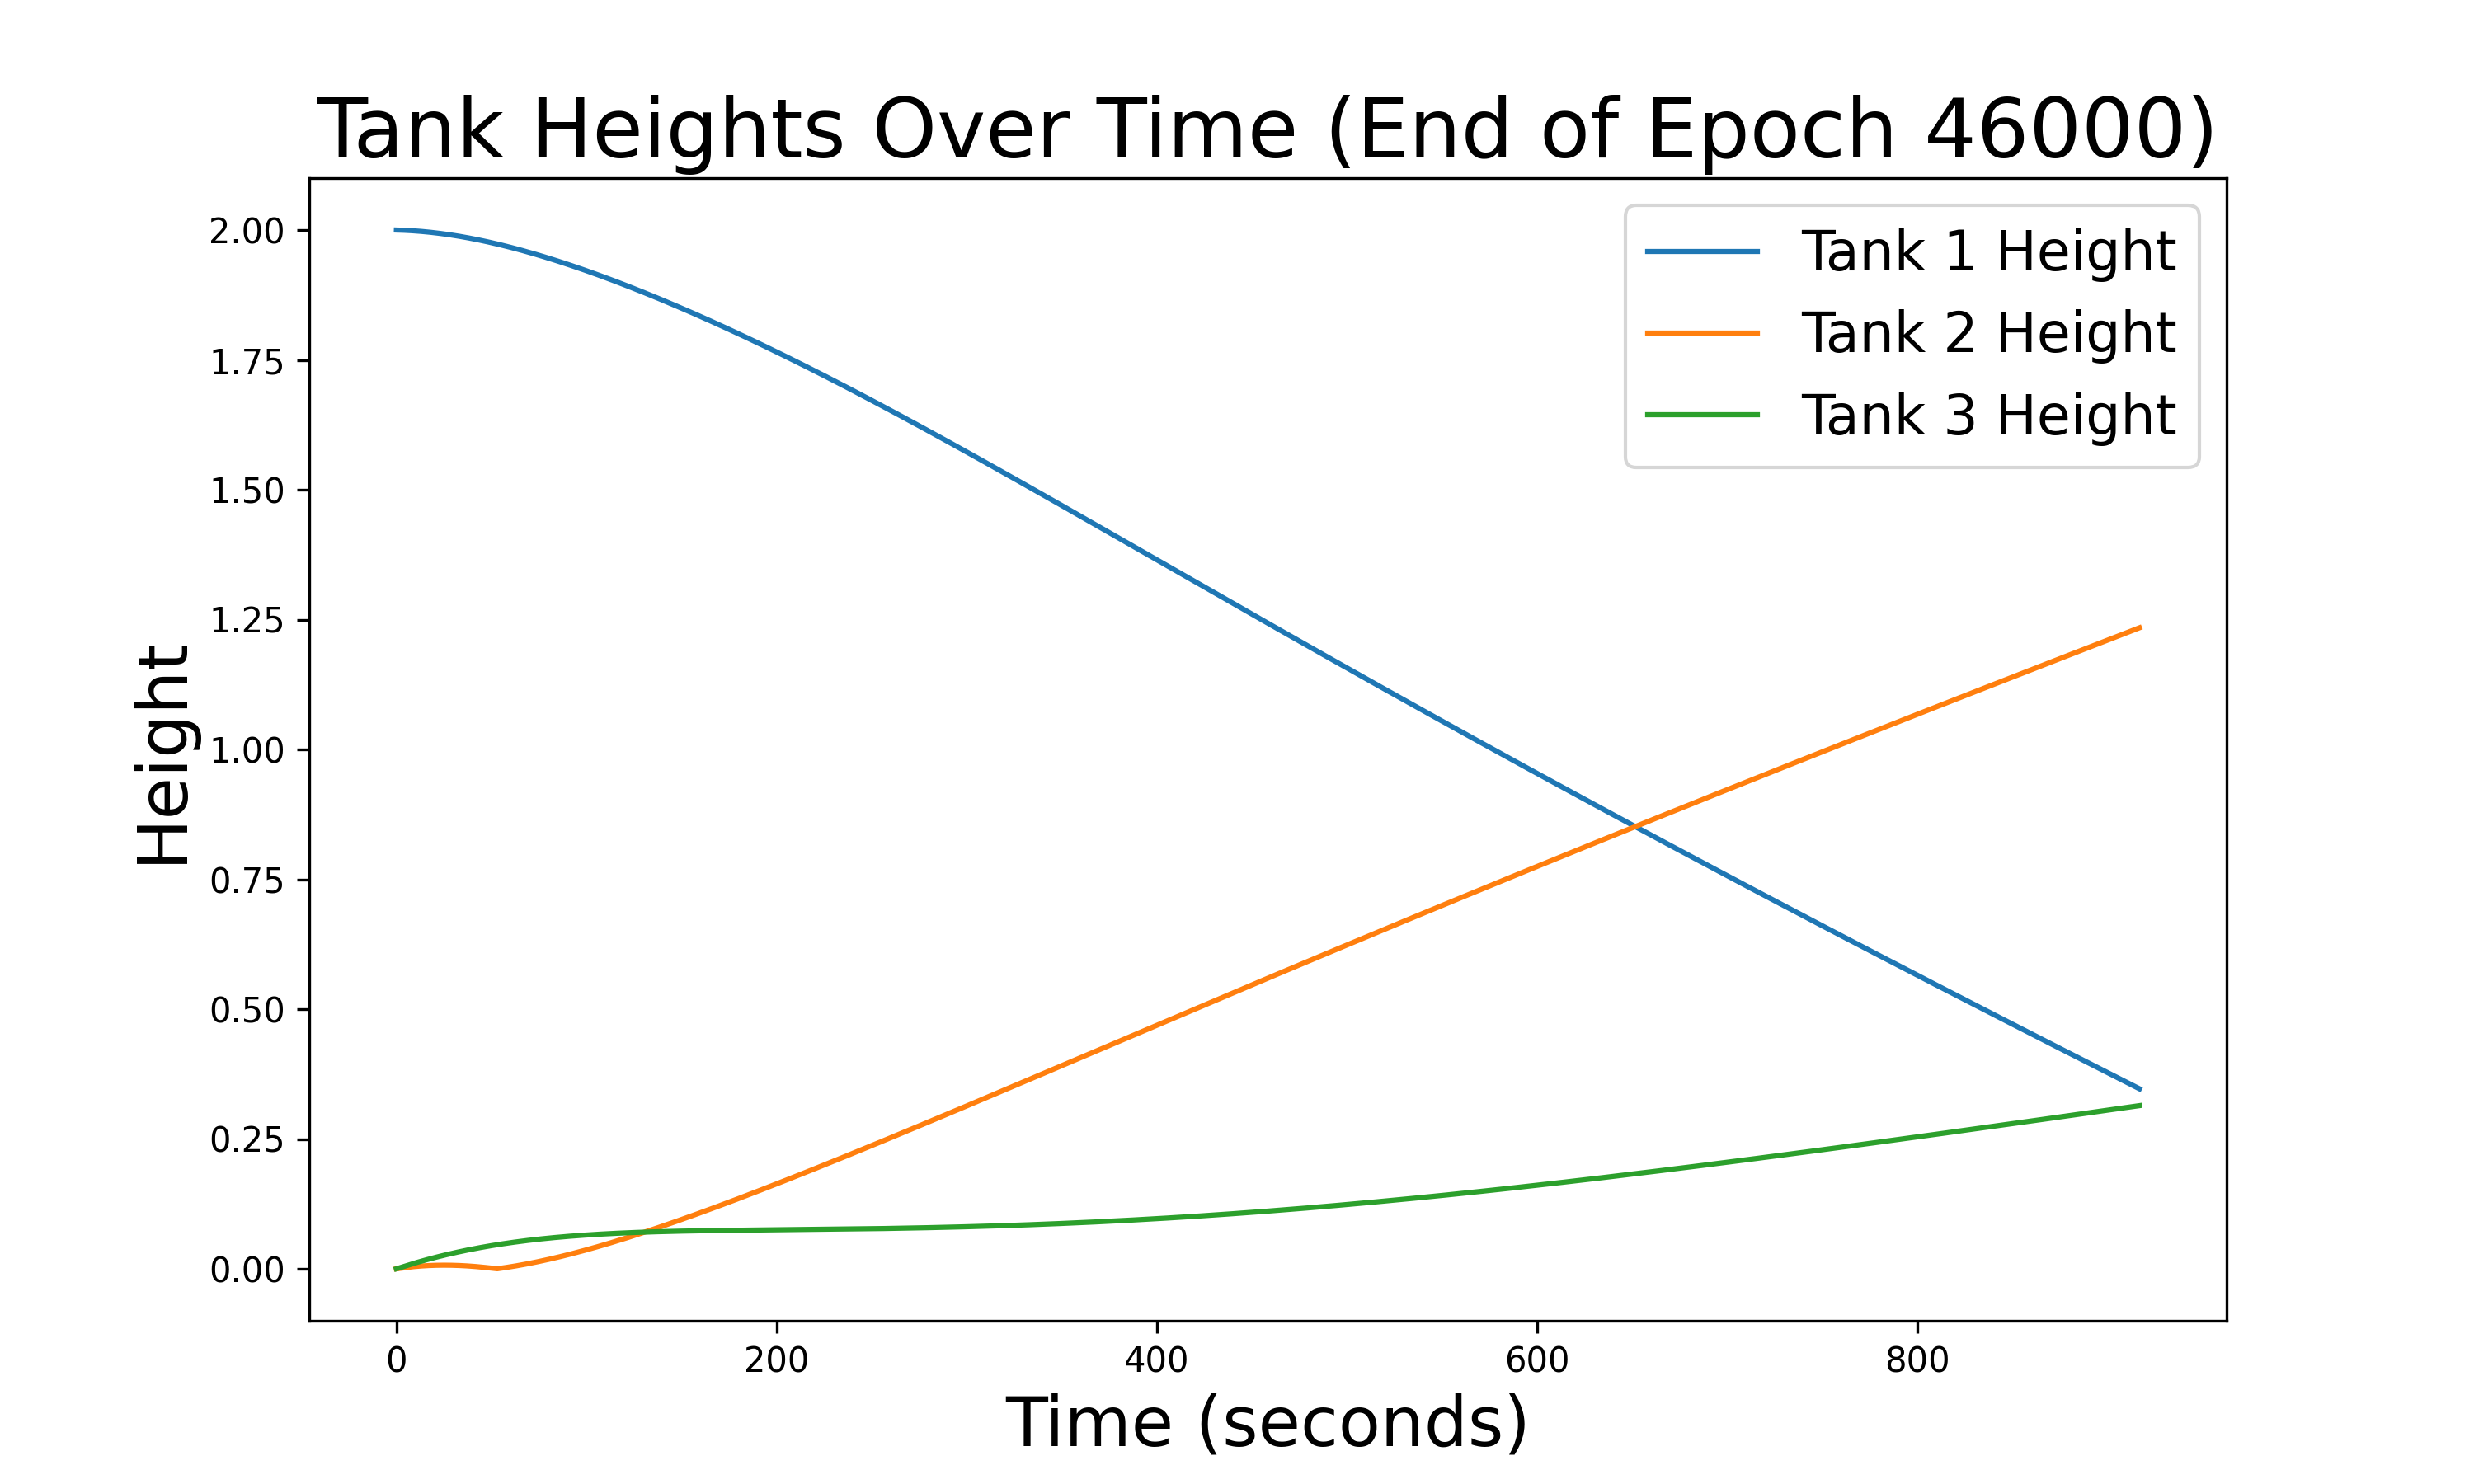 Tank Heights Over Time (End of Epoch 46000)
Tank 1 Height
Tank 2 Height
Tank 3 Height
Height
2.00
1.75
1.50
1.25
1.00
0.75
0.50
0.25
0.00
0 200 400 600 800
Time (seconds)